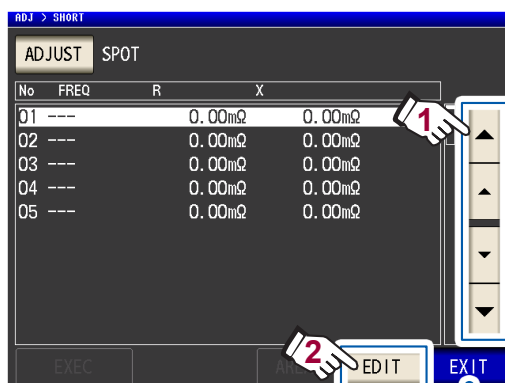 ADJ > SHORT
ADJUST SPOT
No FREQ R X
01 --- 0.00mΩ 0.00mΩ
02 --- 0.00mΩ 0.00mΩ
03 --- 0.00mΩ 0.00mΩ
04 --- 0.00mΩ 0.00mΩ
05 --- 0.00mΩ 0.00mΩ
1
2
EXEC EDIT EXIT